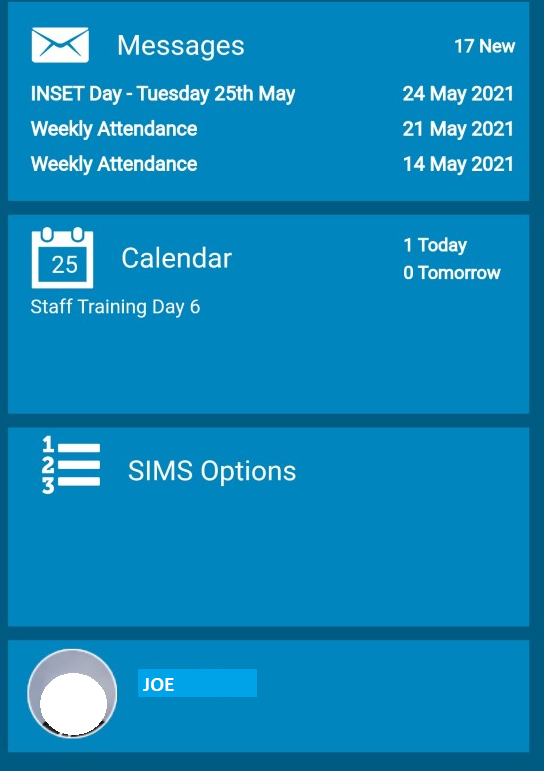 Messages 17 New
INSET Day - Tuesday 25th May 24 May 2021
Weekly Attendance 21 May 2021
Weekly Attendance 14 May 2021
25 Calendar 1 Today
0 Tomorrow
Staff Training Day 6
1
2
3
SIMS Options
JOE